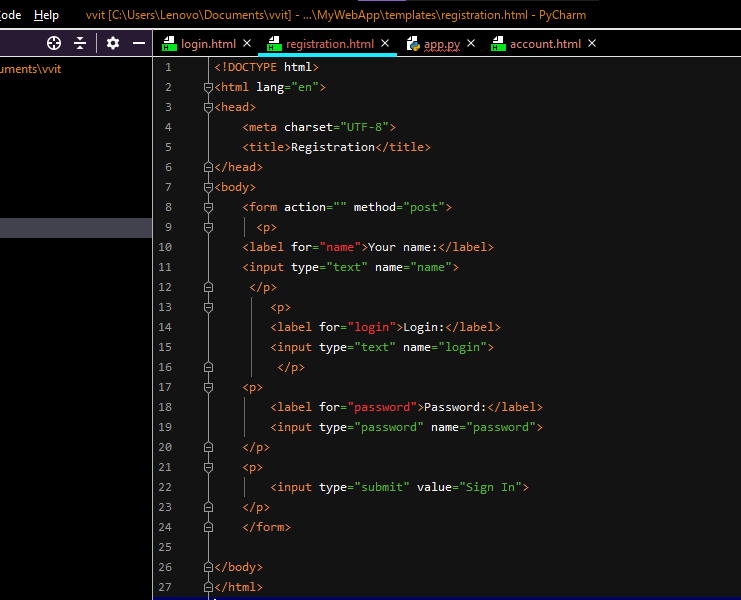 ode Help vvit [C:\Users\Lenovo\Documents\vvit] - ...\MyWebApp\templates\registration.html - PyCharm
login.html registration.html app.py account.html
uments\vvit
1 <!DOCTYPE html>
2 <html lang="en">
3 <head>
4 <meta charset="UTF-8">
5 <title>Registration</title>
6 </head>
7 <body>
8 <form action="" method="post">
9 <p>
10 <label for="name">Your name:</label>
11 <input type="text" name="name">
12 </p>
13 <p>
14 <label for="login">Login:</label>
15 <input type="text" name="login">
16 </p>
17 <p>
18 <label for="password">Password:</label>
19 <input type="password" name="password">
20 </p>
21 <p>
22 <input type="submit" value="Sign In">
23 </p>
24 </form>
25
26 </body>
27 </html>